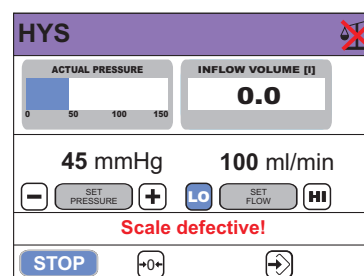 HYS
ACTUAL PRESSURE
0 50 100 150
INFLOW VOLUME [l]
0.0
45 mmHg
100 ml/min
SET PRESSURE
LO
SET FLOW
HI
Scale defective!
STOP
→0←